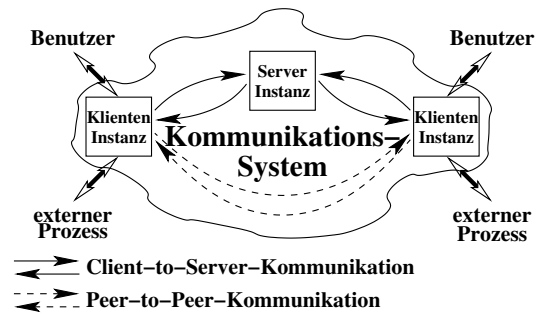 Benutzer
Benutzer
Server
Instanz
Klienten
Instanz
Klienten
Instanz
Kommunikations–
System
externer
Prozess
externer
Prozess
Client–to–Server–Kommunikation
Peer–to–Peer–Kommunikation